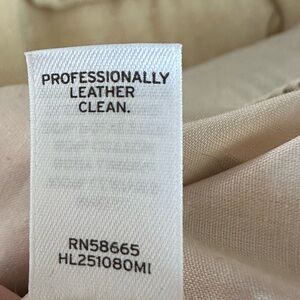 PROFESSIONALLY
LEATHER
CLEAN.
RN58665
HL251080MI